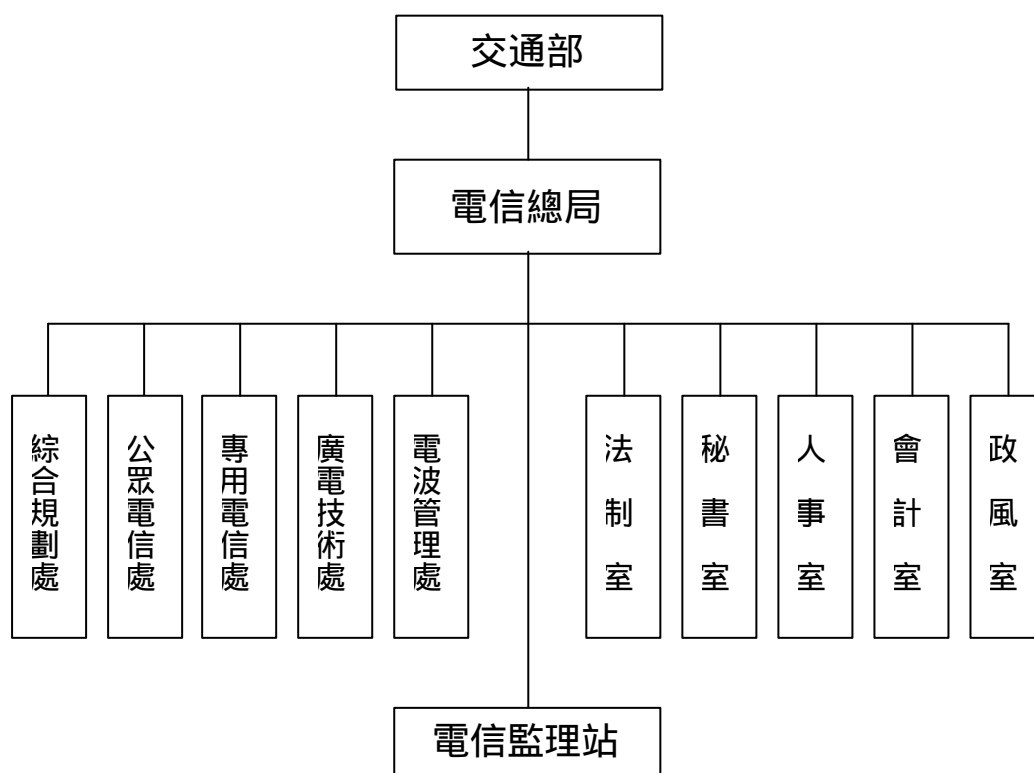 交通部
電信總局
綜合規劃處
公眾電信處
專用電信處
廣電技術處
電波管理處
法制室
秘書室
人事室
會計室
政風室
電信監理站